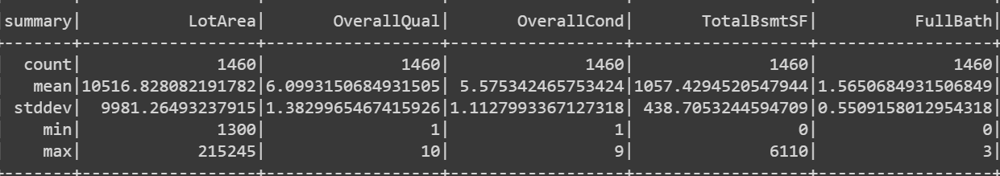 |summary|           LotArea|       OverallQual|       OverallCond|       TotalBsmtSF|          FullBath|
+-------+------------------+------------------+------------------+------------------+------------------+
|  count|              1460|              1460|              1460|              1460|              1460|
|   mean|10516.828082191782|6.0993150684931505| 5.575342465753424|1057.4294520547944|1.5650684931506849|
| stddev|  9981.26493237915|1.3829965467415926|1.1127993367127318| 438.7053244594709|0.5509158012954318|
|    min|              1300|                 1|                 1|                 0|                 0|
|    max|            215245|                10|                 9|              6110|                 3|
+-------+------------------+------------------+------------------+------------------+------------------+